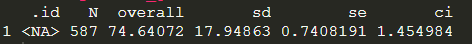 .id N overall sd se ci
1 <NA> 587 74.64072 17.94863 0.7408191 1.454984